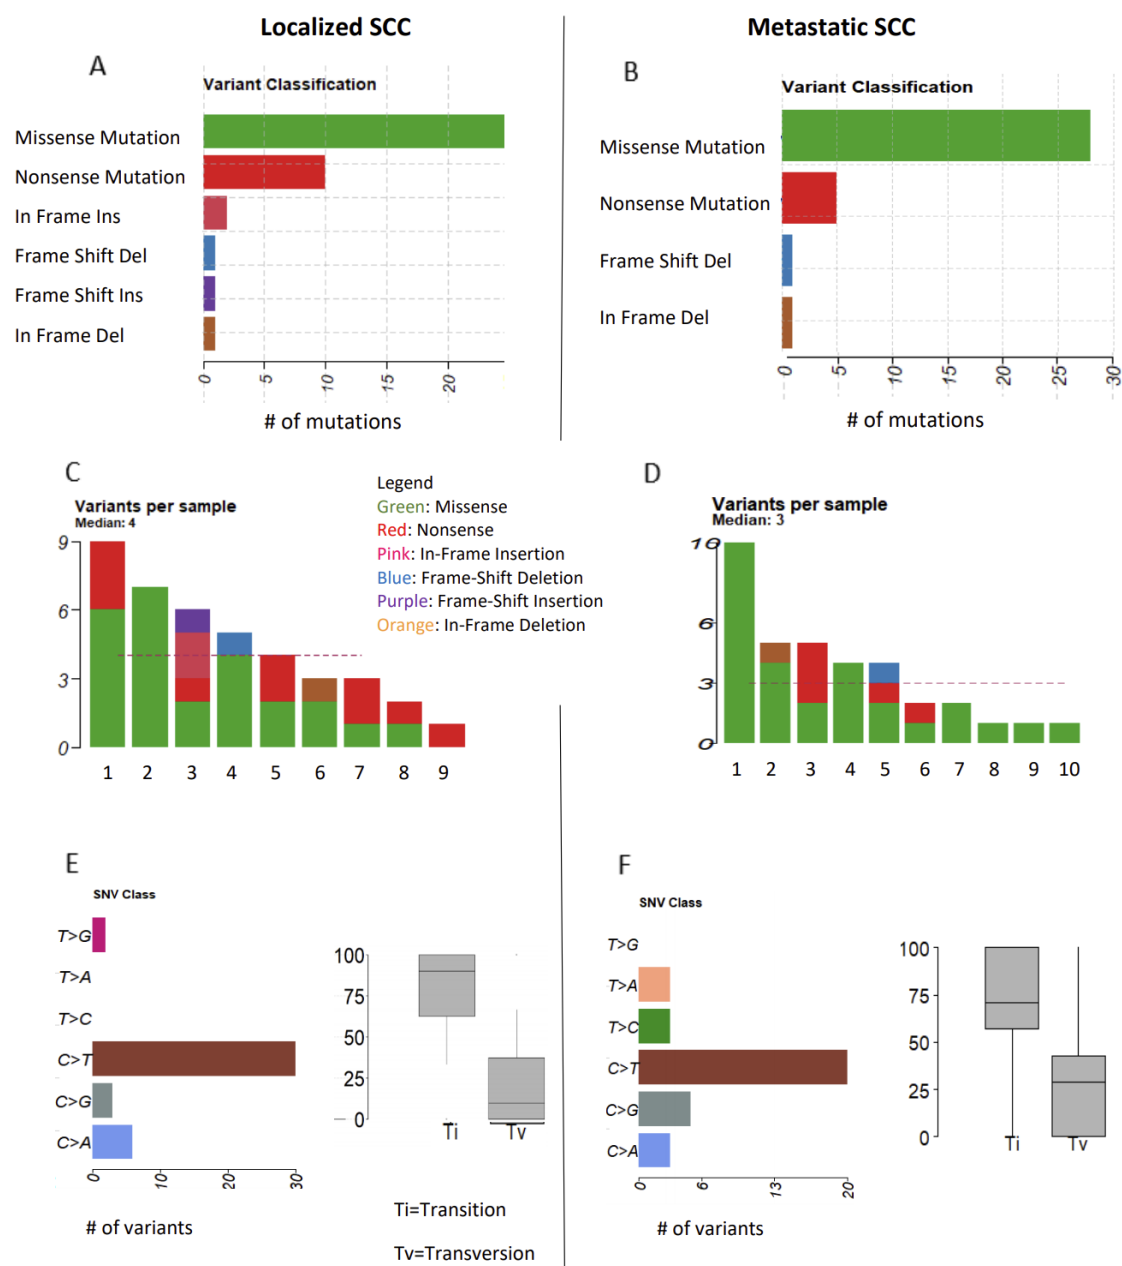 Localized SCC
Metastatic SCC
A
Variant Classification
Missense Mutation
Nonsense Mutation
In Frame Ins
Frame Shift Del
Frame Shift Ins
In Frame Del
0 5 10 15 20
# of mutations
B
Variant Classification
Missense Mutation
Nonsense Mutation
Frame Shift Del
In Frame Del
0 5 10 15 20 25 30
# of mutations
C
Variants per sample
Median: 4
9
6
3
0
1 2 3 4 5 6 7 8 9
Legend
Green: Missense
Red: Nonsense
Pink: In-Frame Insertion
Blue: Frame-Shift Deletion
Purple: Frame-Shift Insertion
Orange: In-Frame Deletion
D
Variants per sample
Median: 3
10
6
3
0
1 2 3 4 5 6 7 8 9 10
E
SNV Class
T>G
T>A
T>C
C>T
C>G
C>A
0 10 20 30
# of variants
100
75
50
25
0
Ti Tv
Ti=Transition
Tv=Transversion
F
SNV Class
T>G
T>A
T>C
C>T
C>G
C>A
0 6 13 20
# of variants
100
75
50
25
0
Ti Tv